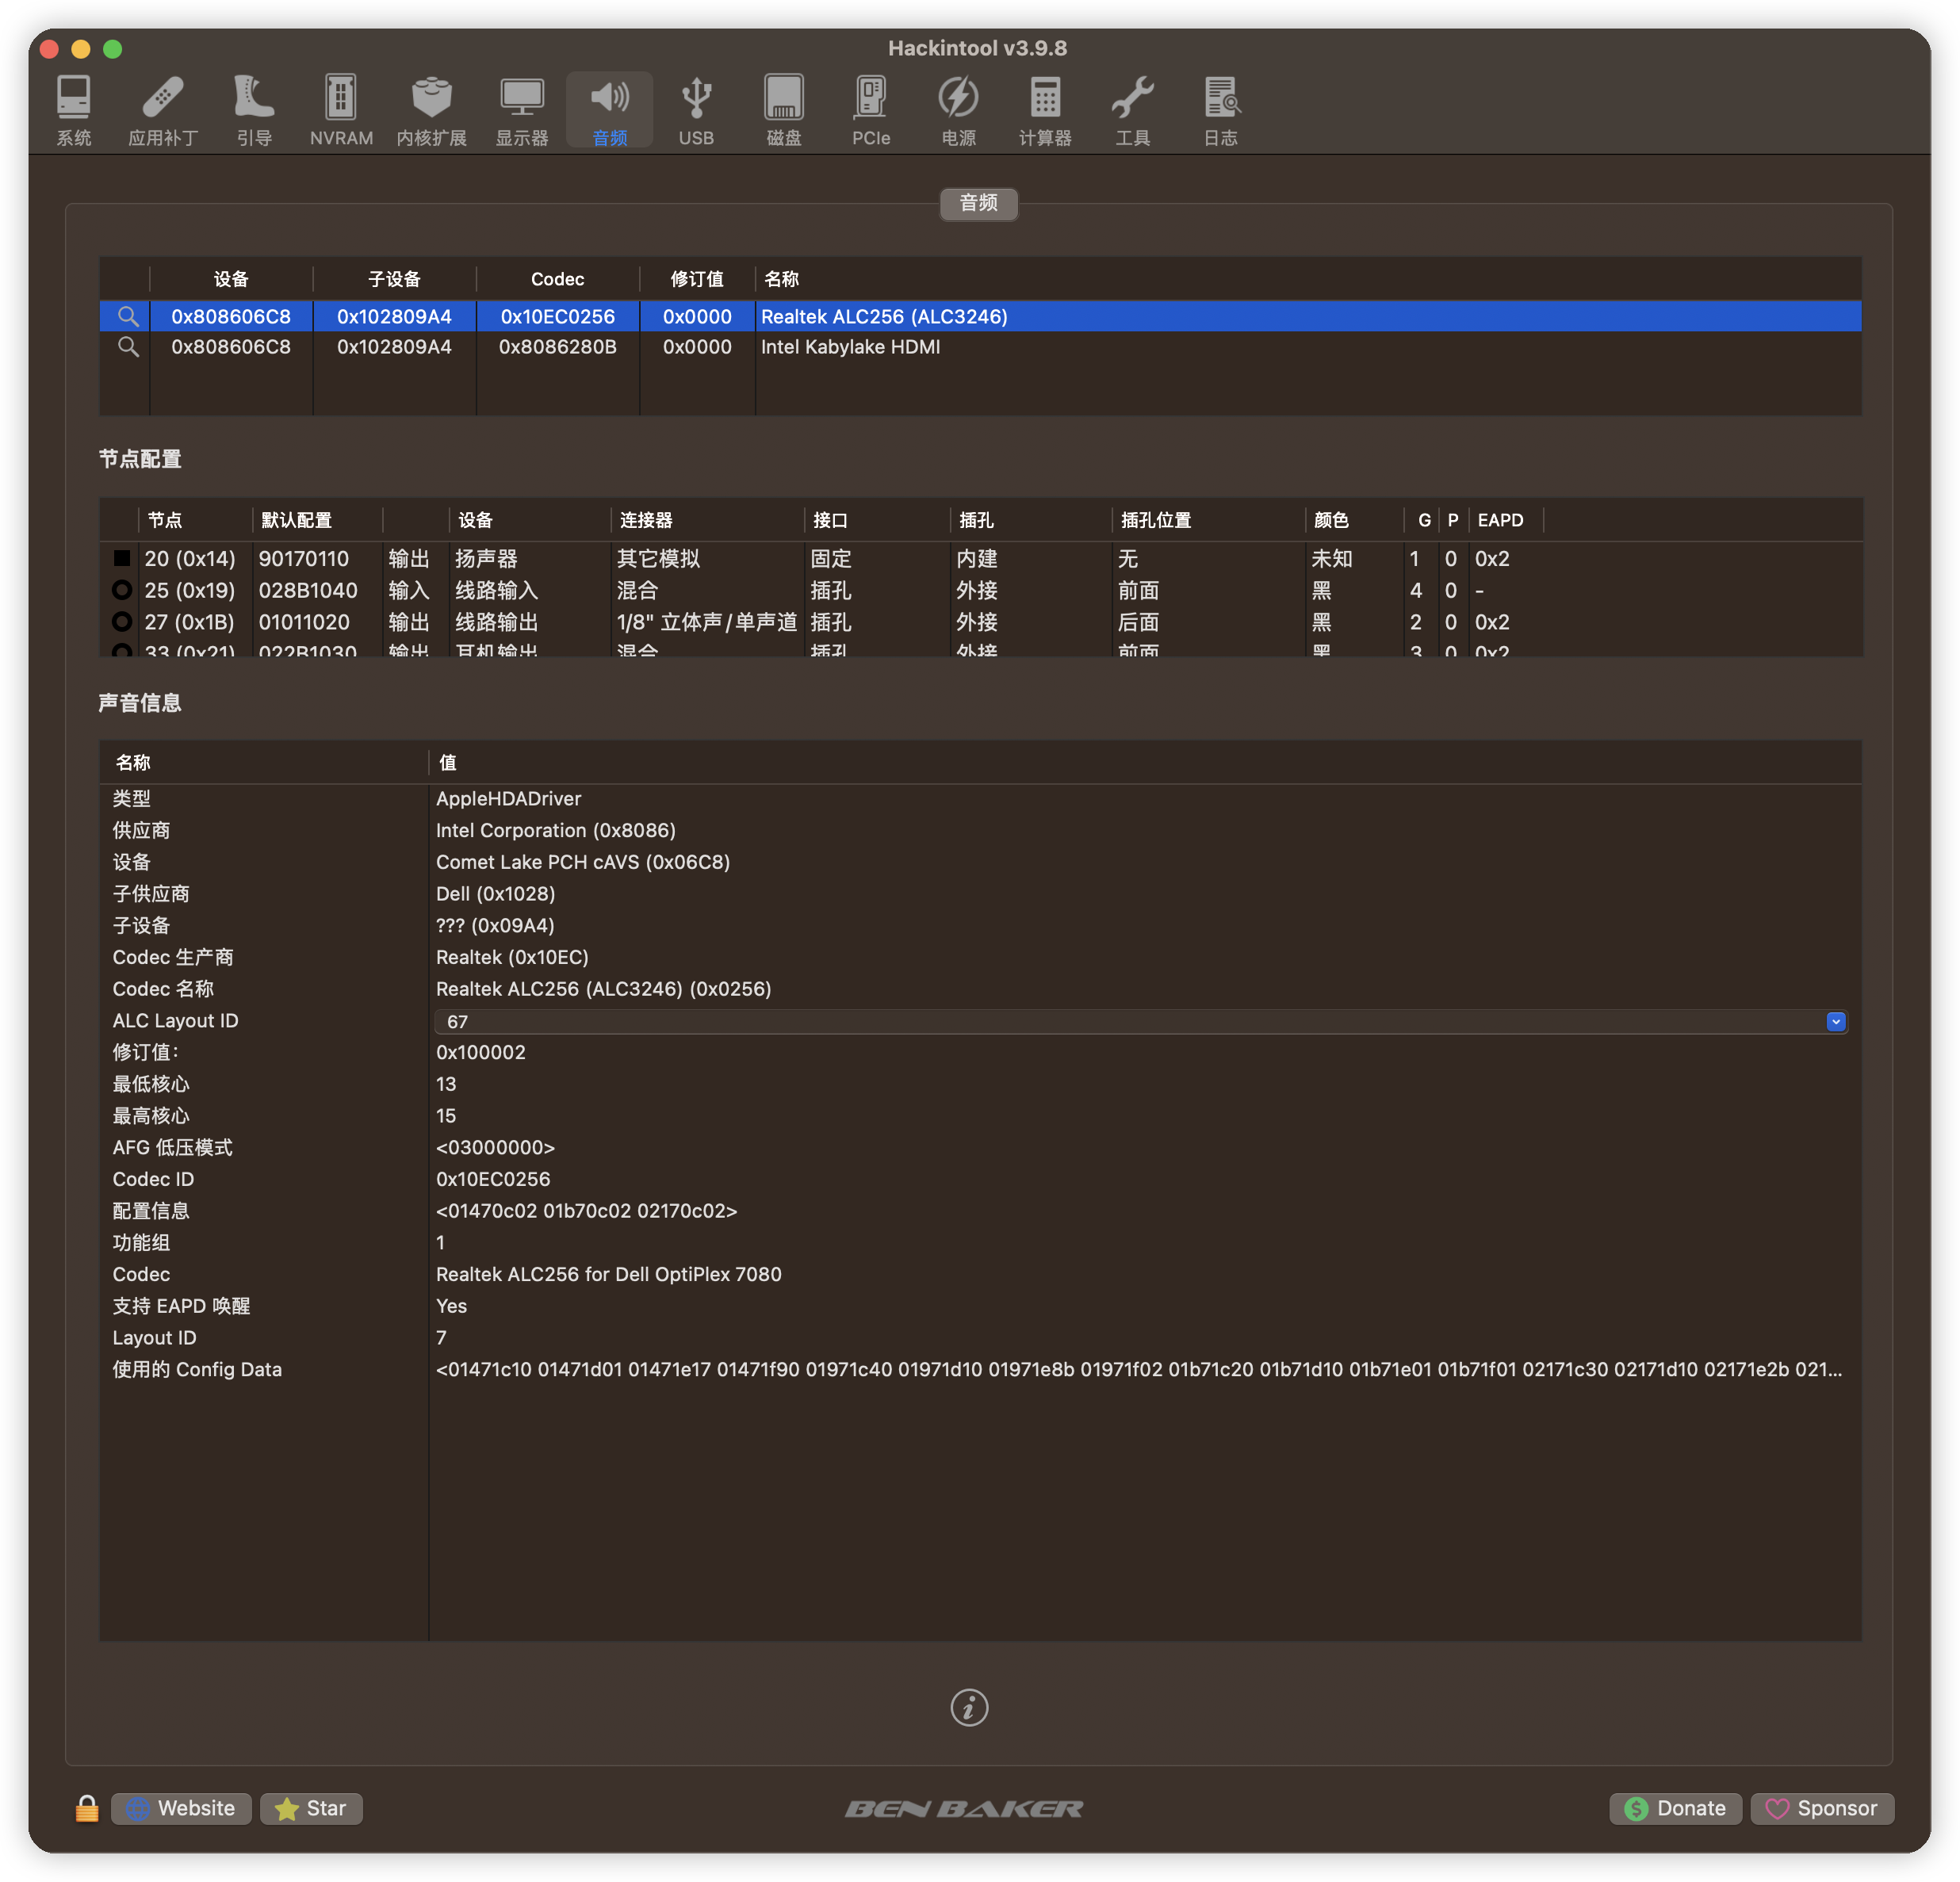 Hackintool v3.9.8
系统 应用补丁 引导 NVRAM 内核扩展 显示器 音频 USB 磁盘 PCIe 电源 计算器 工具 日志
音频
设备 子设备 Codec 修订值 名称
0x808606C8 0x102809A4 0x10EC0256 0x0000 Realtek ALC256 (ALC3246)
0x808606C8 0x102809A4 0x8086280B 0x0000 Intel Kabylake HDMI
节点配置
节点 默认配置 设备 连接器 接口 插孔 插孔位置 颜色 G P EAPD
20 (0x14) 90170110 输出 扬声器 其它模拟 固定 内建 无 未知 1 0 0x2
25 (0x19) 028B1040 输入 线路输入 混合 插孔 外接 前面 黑 4 0 -
27 (0x1B) 01011020 输出 线路输出 1/8" 立体声/单声道 插孔 外接 后面 黑 2 0 0x2
33 (0x21) 022B1030 输出 耳机输出 混合 插孔 外接 前面 黑 3 0 0x2
声音信息
名称 值
类型 AppleHDADriver
供应商 Intel Corporation (0x8086)
设备 Comet Lake PCH cAVS (0x06C8)
子供应商 Dell (0x1028)
子设备 ??? (0x09A4)
Codec 生产商 Realtek (0x10EC)
Codec 名称 Realtek ALC256 (ALC3246) (0x0256)
ALC Layout ID 67
修订值: 0x100002
最低核心 13
最高核心 15
AFG 低压模式 <03000000>
Codec ID 0x10EC0256
配置信息 <01470c02 01b70c02 02170c02>
功能组 1
Codec Realtek ALC256 for Dell OptiPlex 7080
支持 EAPD 唤醒 Yes
Layout ID 7
使用的 Config Data <01471c10 01471d01 01471e17 01471f90 01971c40 01971d10 01971e8b 01971f02 01b71c20 01b71d10 01b71e01 01b71f01 02171c30 02171d10 02171e2b 021...
Website Star BEN BAKER Donate Sponsor